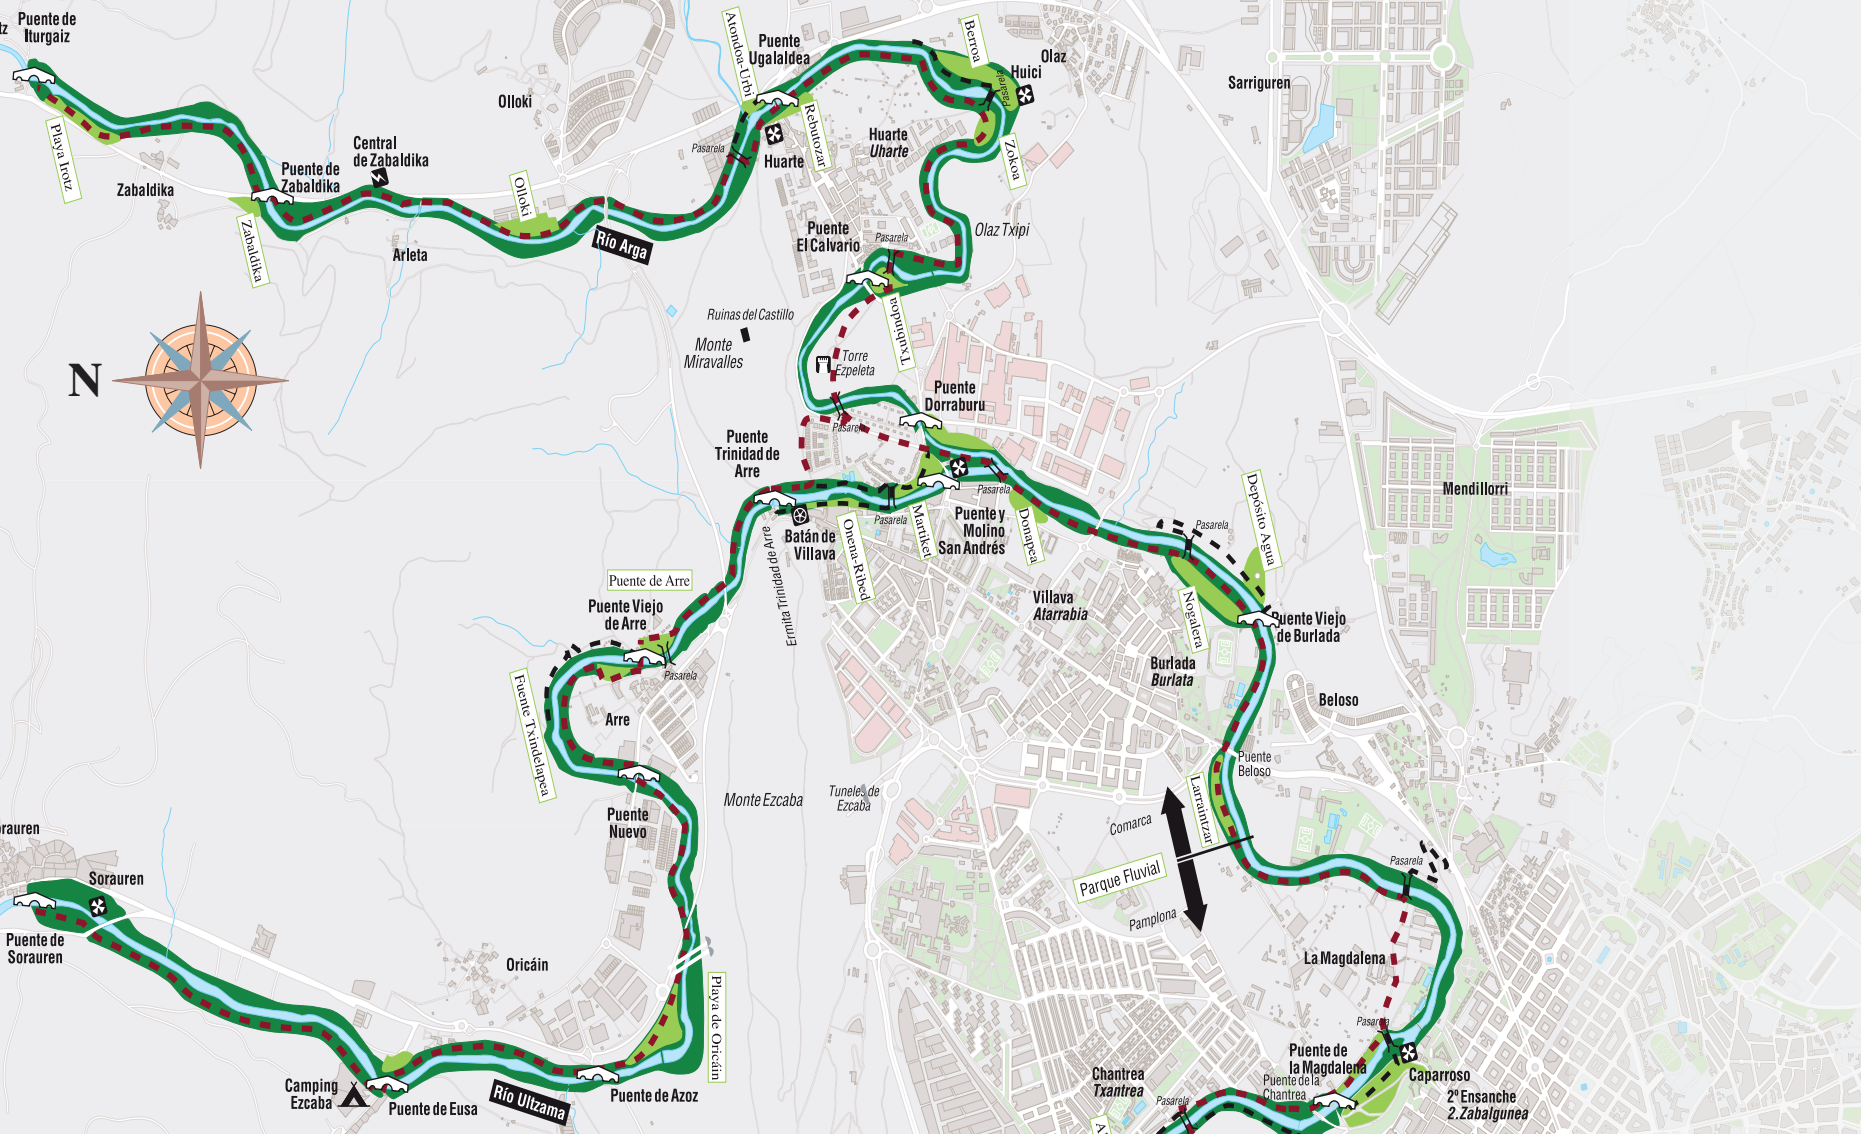 tz
Puente de
Iturgaiz
Playa Irotz
Zabaldika
Puente de
Zabaldika
Central
de Zabaldika
Zabaldika
Olloki
Olloki
Arleta
Río Arga
Atondoa-Urbi
Puente
Ugalaldea
Pasarela
Huarte
Rebutozar
Huarte
Uharte
Berroa
Pasarela
Huici
Olaz
Zokoa
Sarriguren
Puente
El Calvario
Pasarela
Olaz Txipi
Txubindoa
Ruinas del Castillo
Monte
Miravalles
Torre
Ezpeleta
Pasarela
Puente
Dorraburu
N
Puente
Trinidad de
Arre
Batán de
Villava
Ermita Trinidad de Arre
Onena-Ribed
Pasarela
Martiket
Puente y
Molino
San Andrés
Pasarela
Donapea
Pasarela
Depósito Agua
Mendillorri
Puente de Arre
Puente Viejo
de Arre
Pasarela
Fuente Txindelapea
Arre
Puente
Nuevo
Villava
Atarrabia
Nogalera
Puente Viejo
de Burlada
Burlada
Burlata
Beloso
Puente
Beloso
Larraintzar
Monte Ezcaba
Tuneles de
Ezcaba
Comarca
Parque Fluvial
Pamplona
Pasarela
La Magdalena
Pasarela
Puente de
la Magdalena
Caparroso
2º Ensanche
2.Zabalgunea
Puente de la
Chantrea
Chantrea
Txantrea
Pasarela
orauren
Sorauren
Puente de
Sorauren
Oricáin
Playa de Oricáin
Camping
Ezcaba
Puente de Eusa
Río Ultzama
Puente de Azoz